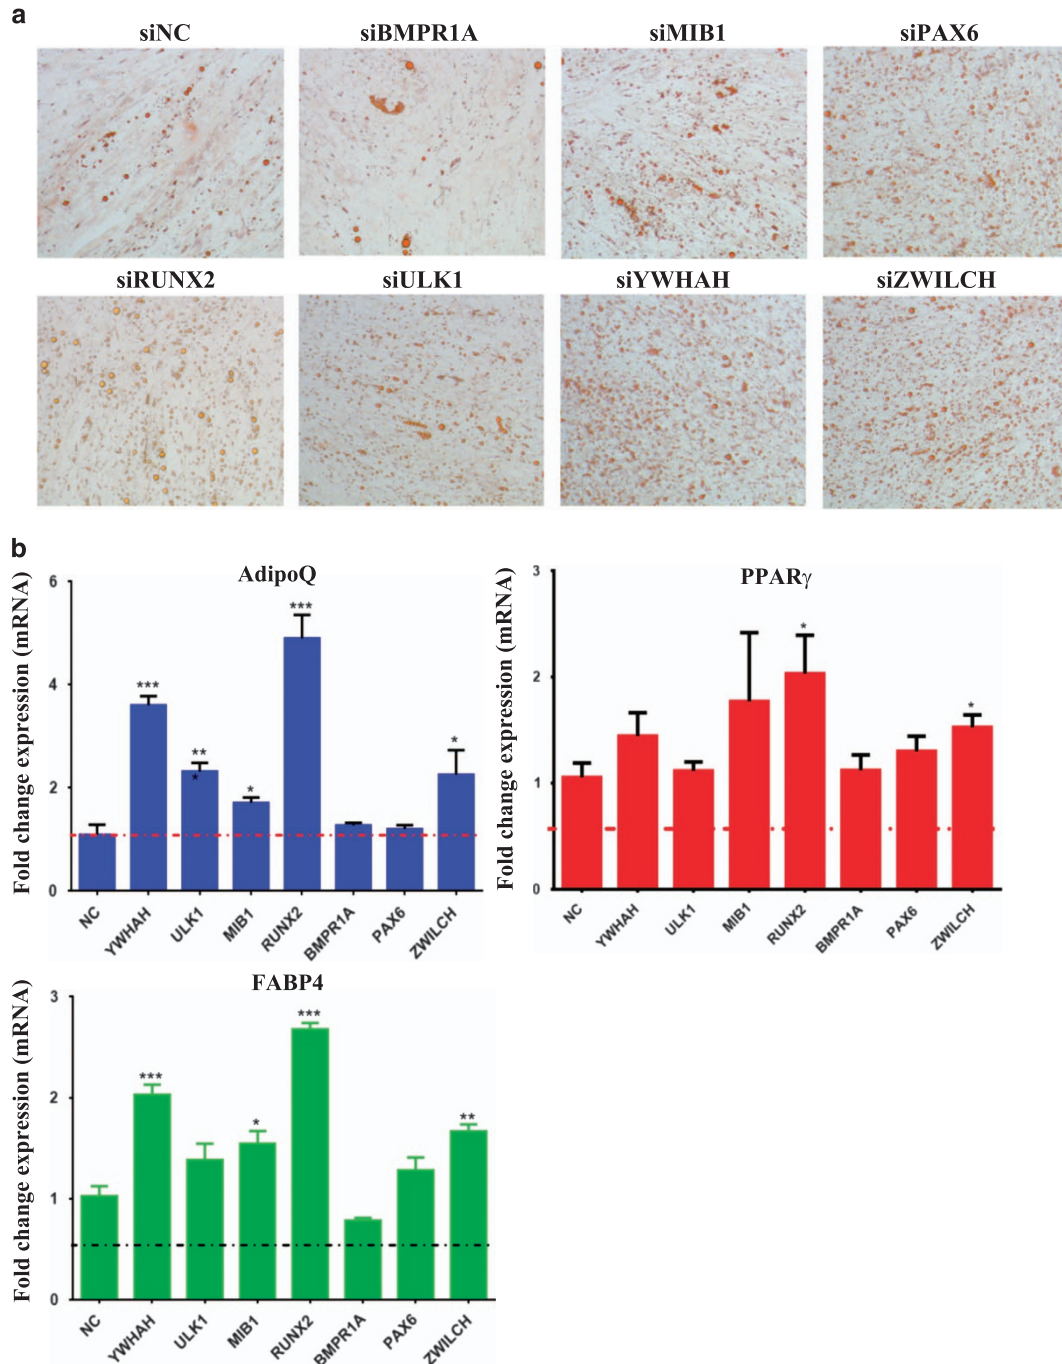 a
siNC siBMPR1A siMIB1 siPAX6
siRUNX2 siULK1 siYWHAH siZWILCH
b
AdipoQ
Fold change expression (mRNA)
6
4
2
0
***
**
*
*
***
*
NC YWHAH ULK1 MIB1 RUNX2 BMPR1A PAX6 ZWILCH
PPARγ
Fold change expression (mRNA)
3
2
1
0
*
*
NC YWHAH ULK1 MIB1 RUNX2 BMPR1A PAX6 ZWILCH
FABP4
Fold change expression (mRNA)
3
2
1
0
***
*
***
**
NC YWHAH ULK1 MIB1 RUNX2 BMPR1A PAX6 ZWILCH